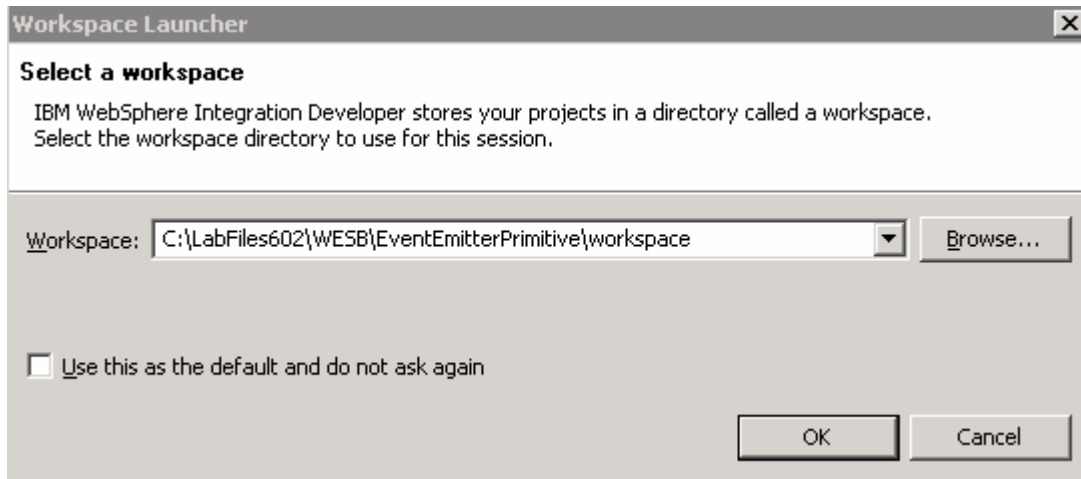 Workspace Launcher
Select a workspace
IBM WebSphere Integration Developer stores your projects in a directory called a workspace.
Select the workspace directory to use for this session.
Workspace: C:\LabFiles602\WESB\EventEmitterPrimitive\workspace Browse...
Use this as the default and do not ask again
OK Cancel